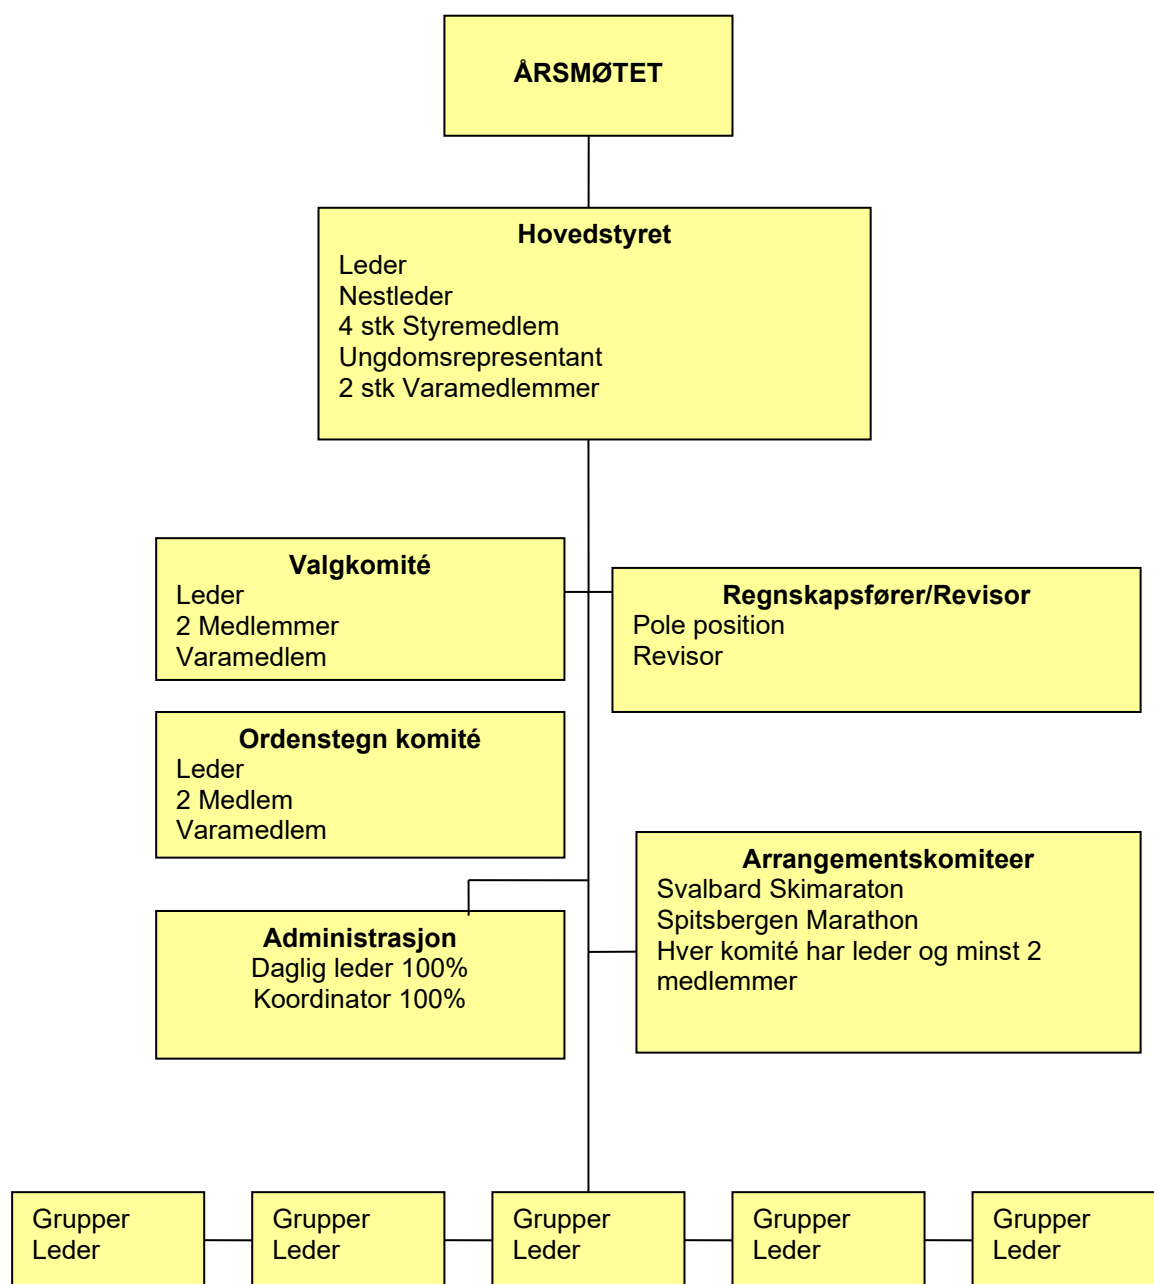 ÅRSMØTET
Hovedstyret
Leder
Nestleder
4 stk Styremedlem
Ungdomsrepresentant
2 stk Varamedlemmer
Valgkomité
Leder
2 Medlemmer
Varamedlem
Regnskapsfører/Revisor
Pole position
Revisor
Ordenstegn komité
Leder
2 Medlem
Varamedlem
Arrangementskomiteer
Svalbard Skimaraton
Spitsbergen Marathon
Hver komité har leder og minst 2
medlemmer
Administrasjon
Daglig leder 100%
Koordinator 100%
Grupper
Leder
Grupper
Leder
Grupper
Leder
Grupper
Leder
Grupper
Leder